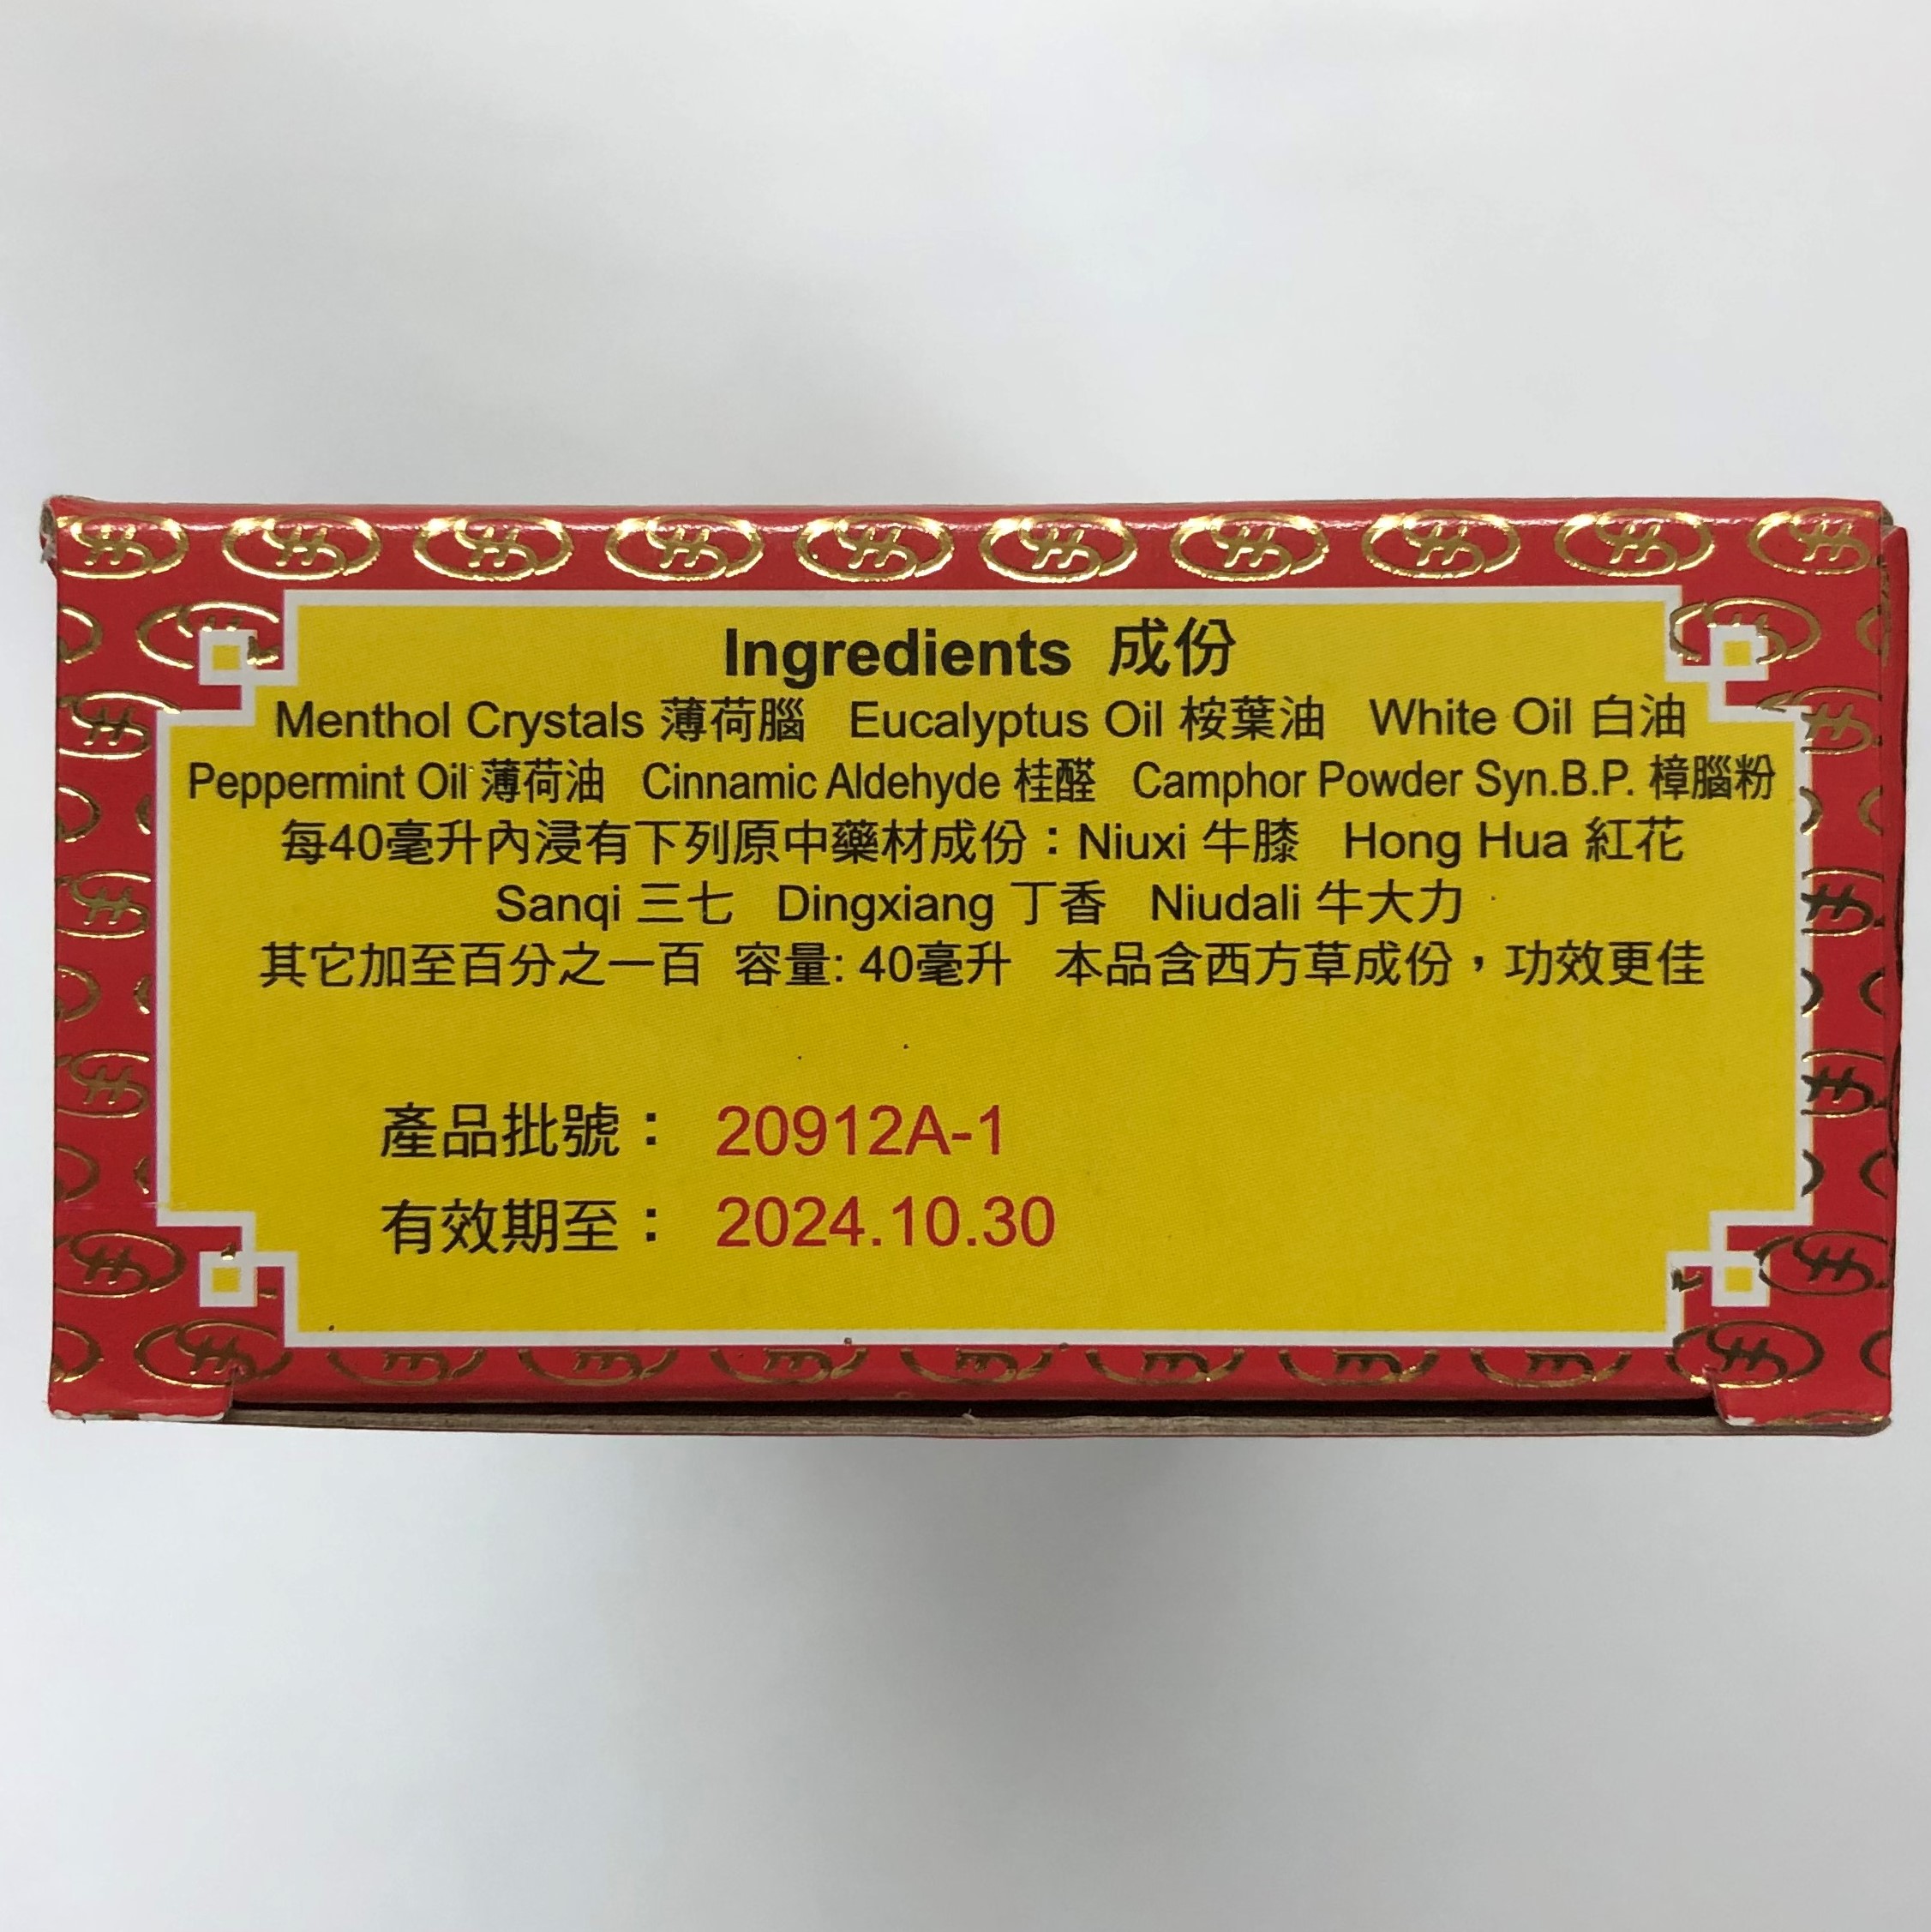 Ingredients 成份
Menthol Crystals 薄荷腦 Eucalyptus Oil 桉葉油 White Oil 白油
Peppermint Oil 薄荷油 Cinnamic Aldehyde 桂醛 Camphor Powder Syn.B.P. 樟腦粉
每40毫升內浸有下列原中藥材成份：Niuxi 牛膝 Hong Hua 紅花
Sanqi 三七 Dingxiang 丁香 Niudali 牛大力
其它加至百分之一百 容量: 40毫升 本品含西方草成份，功效更佳
產品批號： 20912A-1
有效期至： 2024.10.30